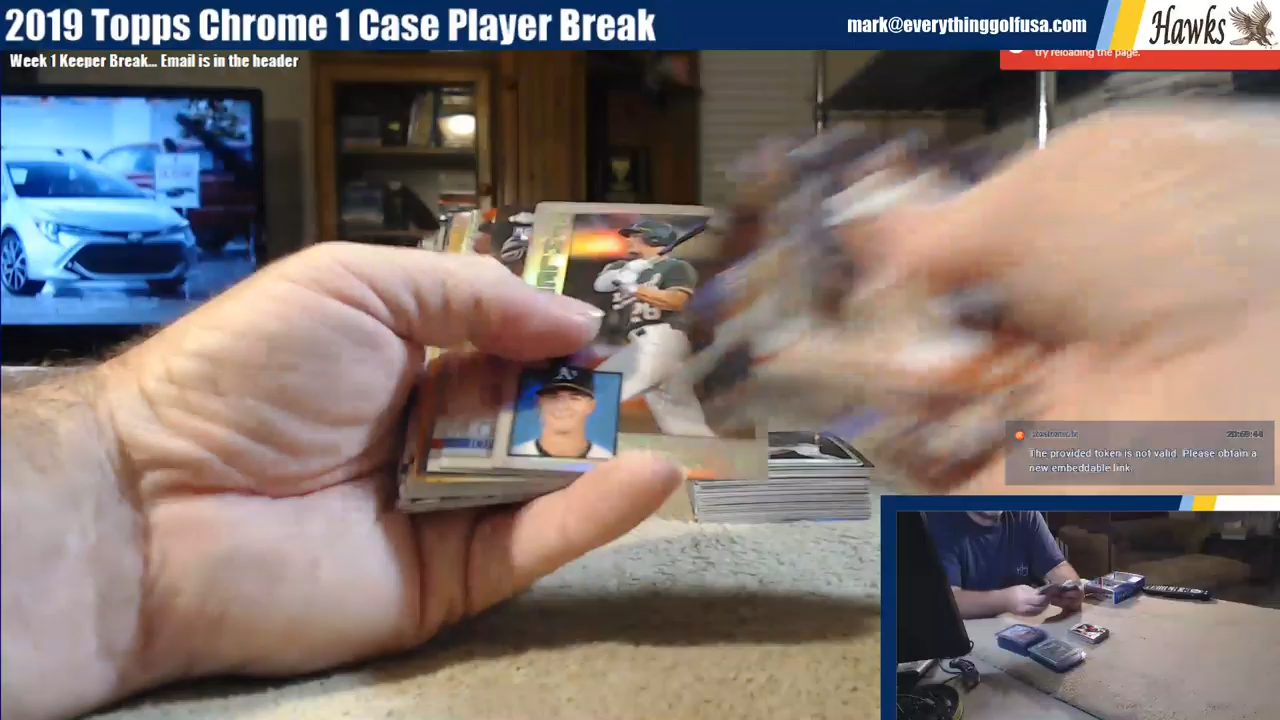 2019 Topps Chrome 1 Case Player Break
mark@everythinggolfusa.com
Hawks
Week 1 Keeper Break... Email is in the header
try reloading the page.
The provided token is not valid. Please obtain a
new embeddable link.